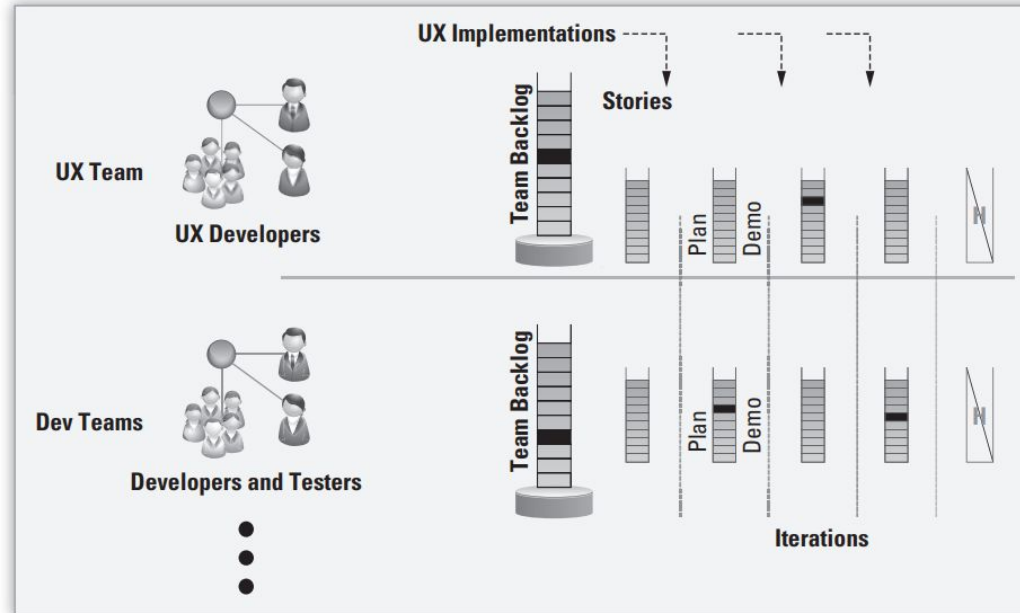 UX Implementations
Stories
Team Backlog
UX Team
UX Developers
Plan
Demo
H
Dev Teams
Developers and Testers
Team Backlog
Plan
Demo
H
Iterations